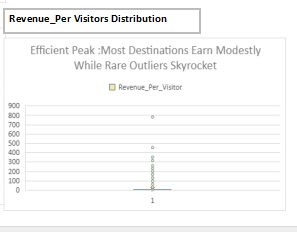 Revenue_Per Visitors Distribution
Efficient Peak :Most Destinations Earn Modestly
While Rare Outliers Skyrocket
Revenue_Per_Visitor
900
800
700
600
500
400
300
200
100
0
1